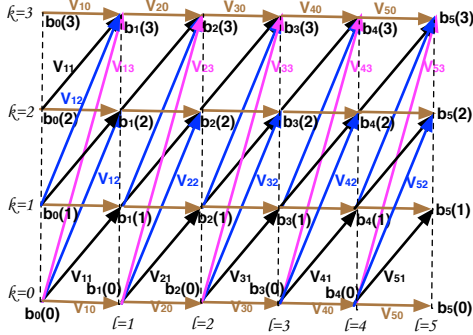 V10 V20 V30 V40 V50
k=3 b0(3) b1(3) b2(3) b3(3) b4(3) b5(3)
V11 V13 V23 V33 V43 V53
V12
k=2 b0(2) b1(2) b2(2) b3(2) b4(2) b5(2)
V12 V22 V32 V42 V52
k=1 b0(1) b1(1) b2(1) b3(1) b4(1) b5(1)
V11 V21 V31 V41 V51
k=0 b1(0) b2(0) b3(0) b4(0) b5(0)
b0(0) V10 V20 V30 V40 V50
l=1 l=2 l=3 l=4 l=5